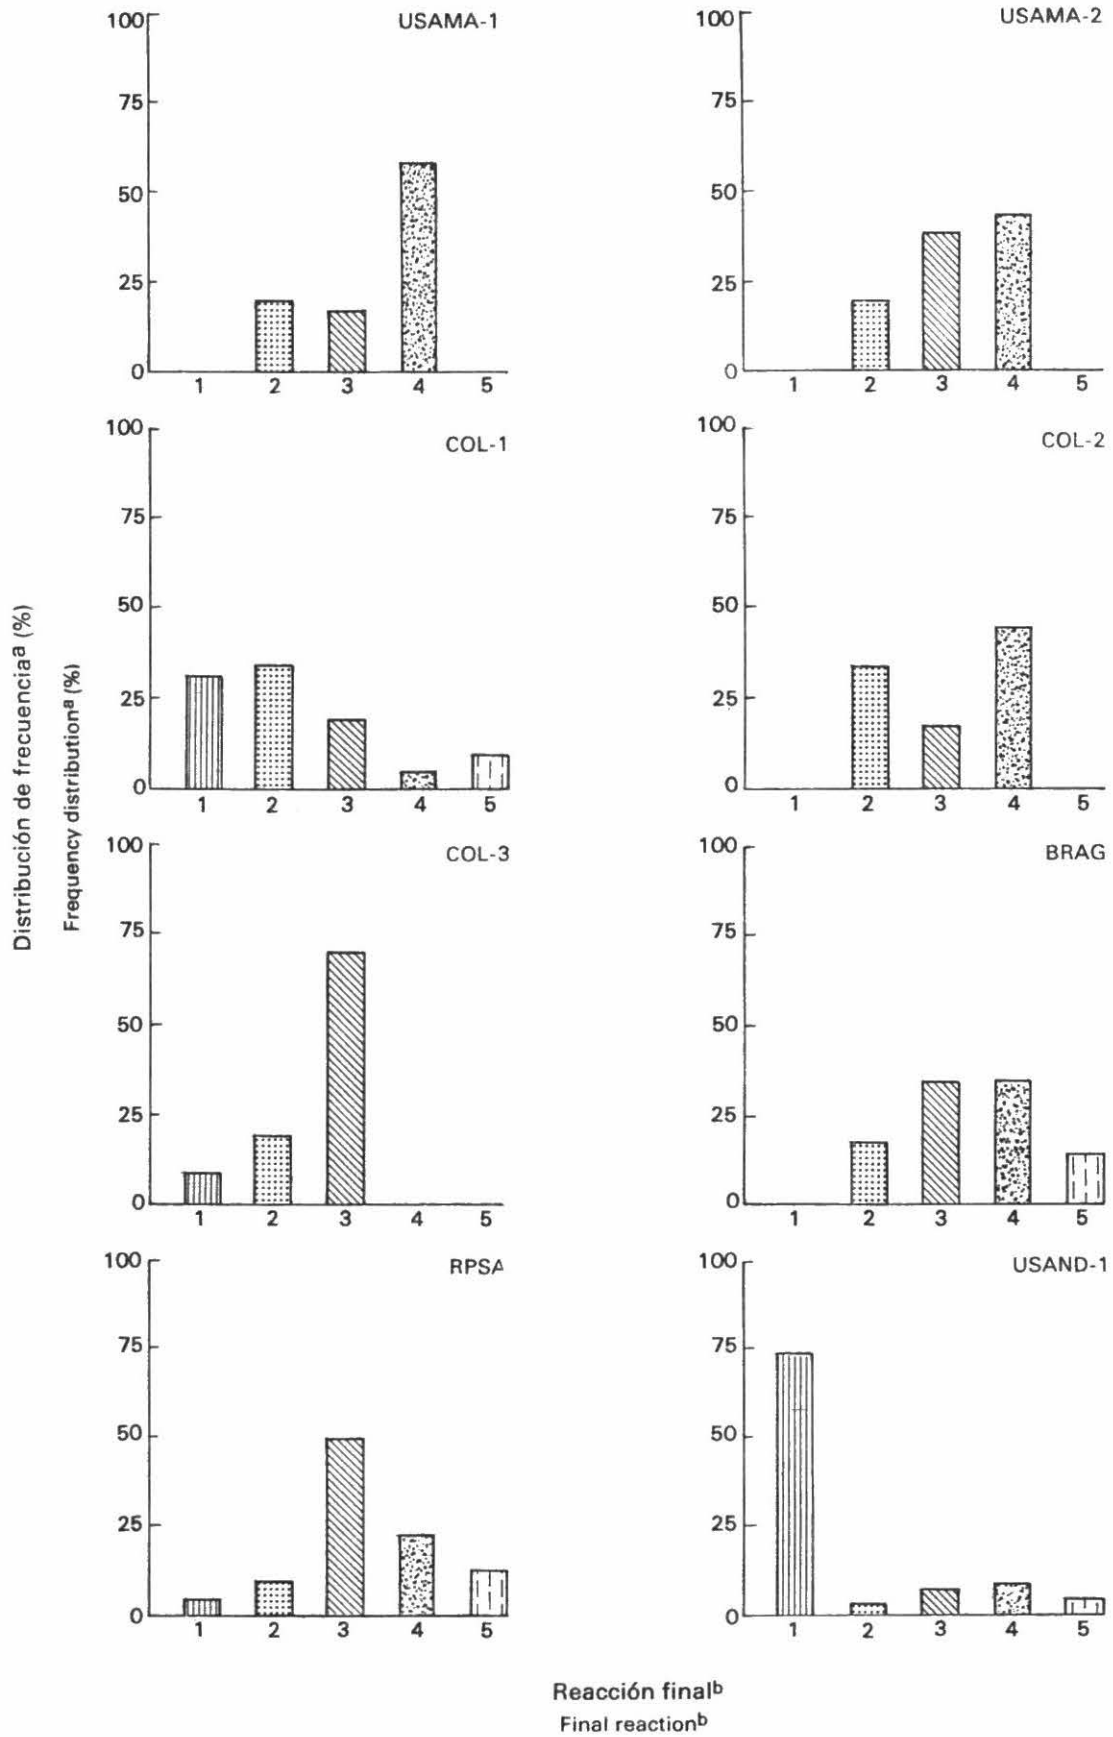 Distribución de frecuenciaª (%)
Frequency distributionª (%)
USAMA-1
100
75
50
25
0
1 2 3 4 5
USAMA-2
100
75
50
25
0
1 2 3 4 5
COL-1
100
75
50
25
0
1 2 3 4 5
COL-2
100
75
50
25
0
1 2 3 4 5
COL-3
100
75
50
25
0
1 2 3 4 5
BRAG
100
75
50
25
0
1 2 3 4 5
RPSA
100
75
50
25
0
1 2 3 4 5
USAND-1
100
75
50
25
0
1 2 3 4 5
Reacción finalᵇ
Final reactionᵇ